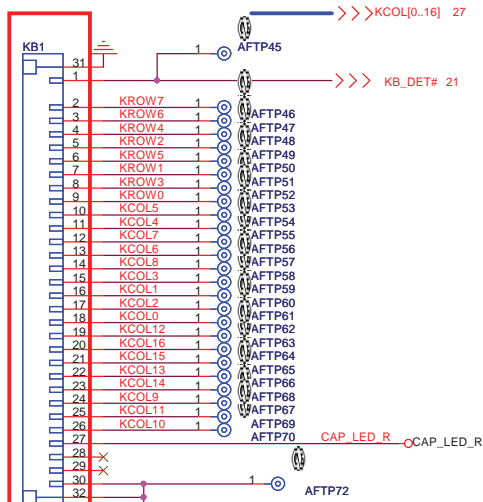 KCOL[0..16] 27
KB1
1 AFTP45
31
1 KB_DET# 21
2 KROW7 1 AFTP46
3 KROW6 1 AFTP47
4 KROW4 1 AFTP48
5 KROW2 1 AFTP49
6 KROW5 1 AFTP50
7 KROW1 1 AFTP51
8 KROW3 1 AFTP52
9 KROW0 1 AFTP53
10 KCOL5 1 AFTP54
11 KCOL4 1 AFTP55
12 KCOL7 1 AFTP56
13 KCOL6 1 AFTP57
14 KCOL8 1 AFTP58
15 KCOL3 1 AFTP59
16 KCOL1 1 AFTP60
17 KCOL2 1 AFTP61
18 KCOL0 1 AFTP62
19 KCOL12 1 AFTP63
20 KCOL16 1 AFTP64
21 KCOL15 1 AFTP65
22 KCOL13 1 AFTP66
23 KCOL14 1 AFTP68
24 KCOL9 1 AFTP67
25 KCOL11 1 AFTP69
26 KCOL10 1 AFTP70
27 CAP_LED_R CAP_LED_R
28
29
30 1 AFTP72
32